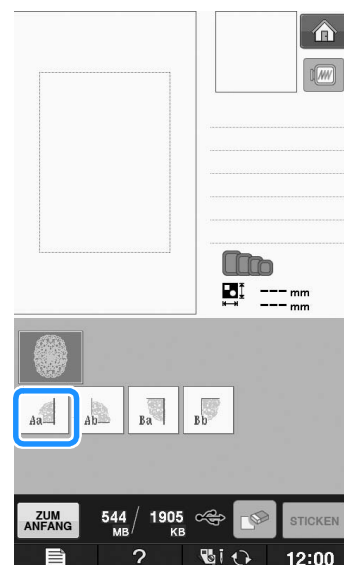 --- mm
--- mm
Aa Ab Ba Bb
ZUM ANFANG 544 MB / 1905 KB STICKEN
? i 12:00